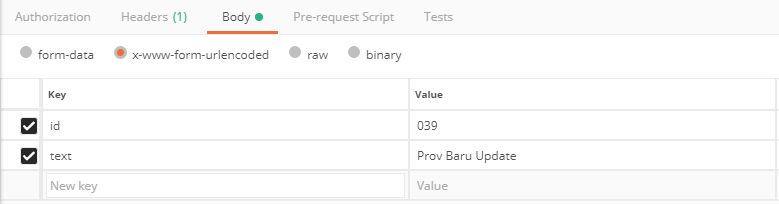 Authorization Headers (1) Body Pre-request Script Tests
form-data x-www-form-urlencoded raw binary
Key Value
id 039
text Prov Baru Update
New key Value